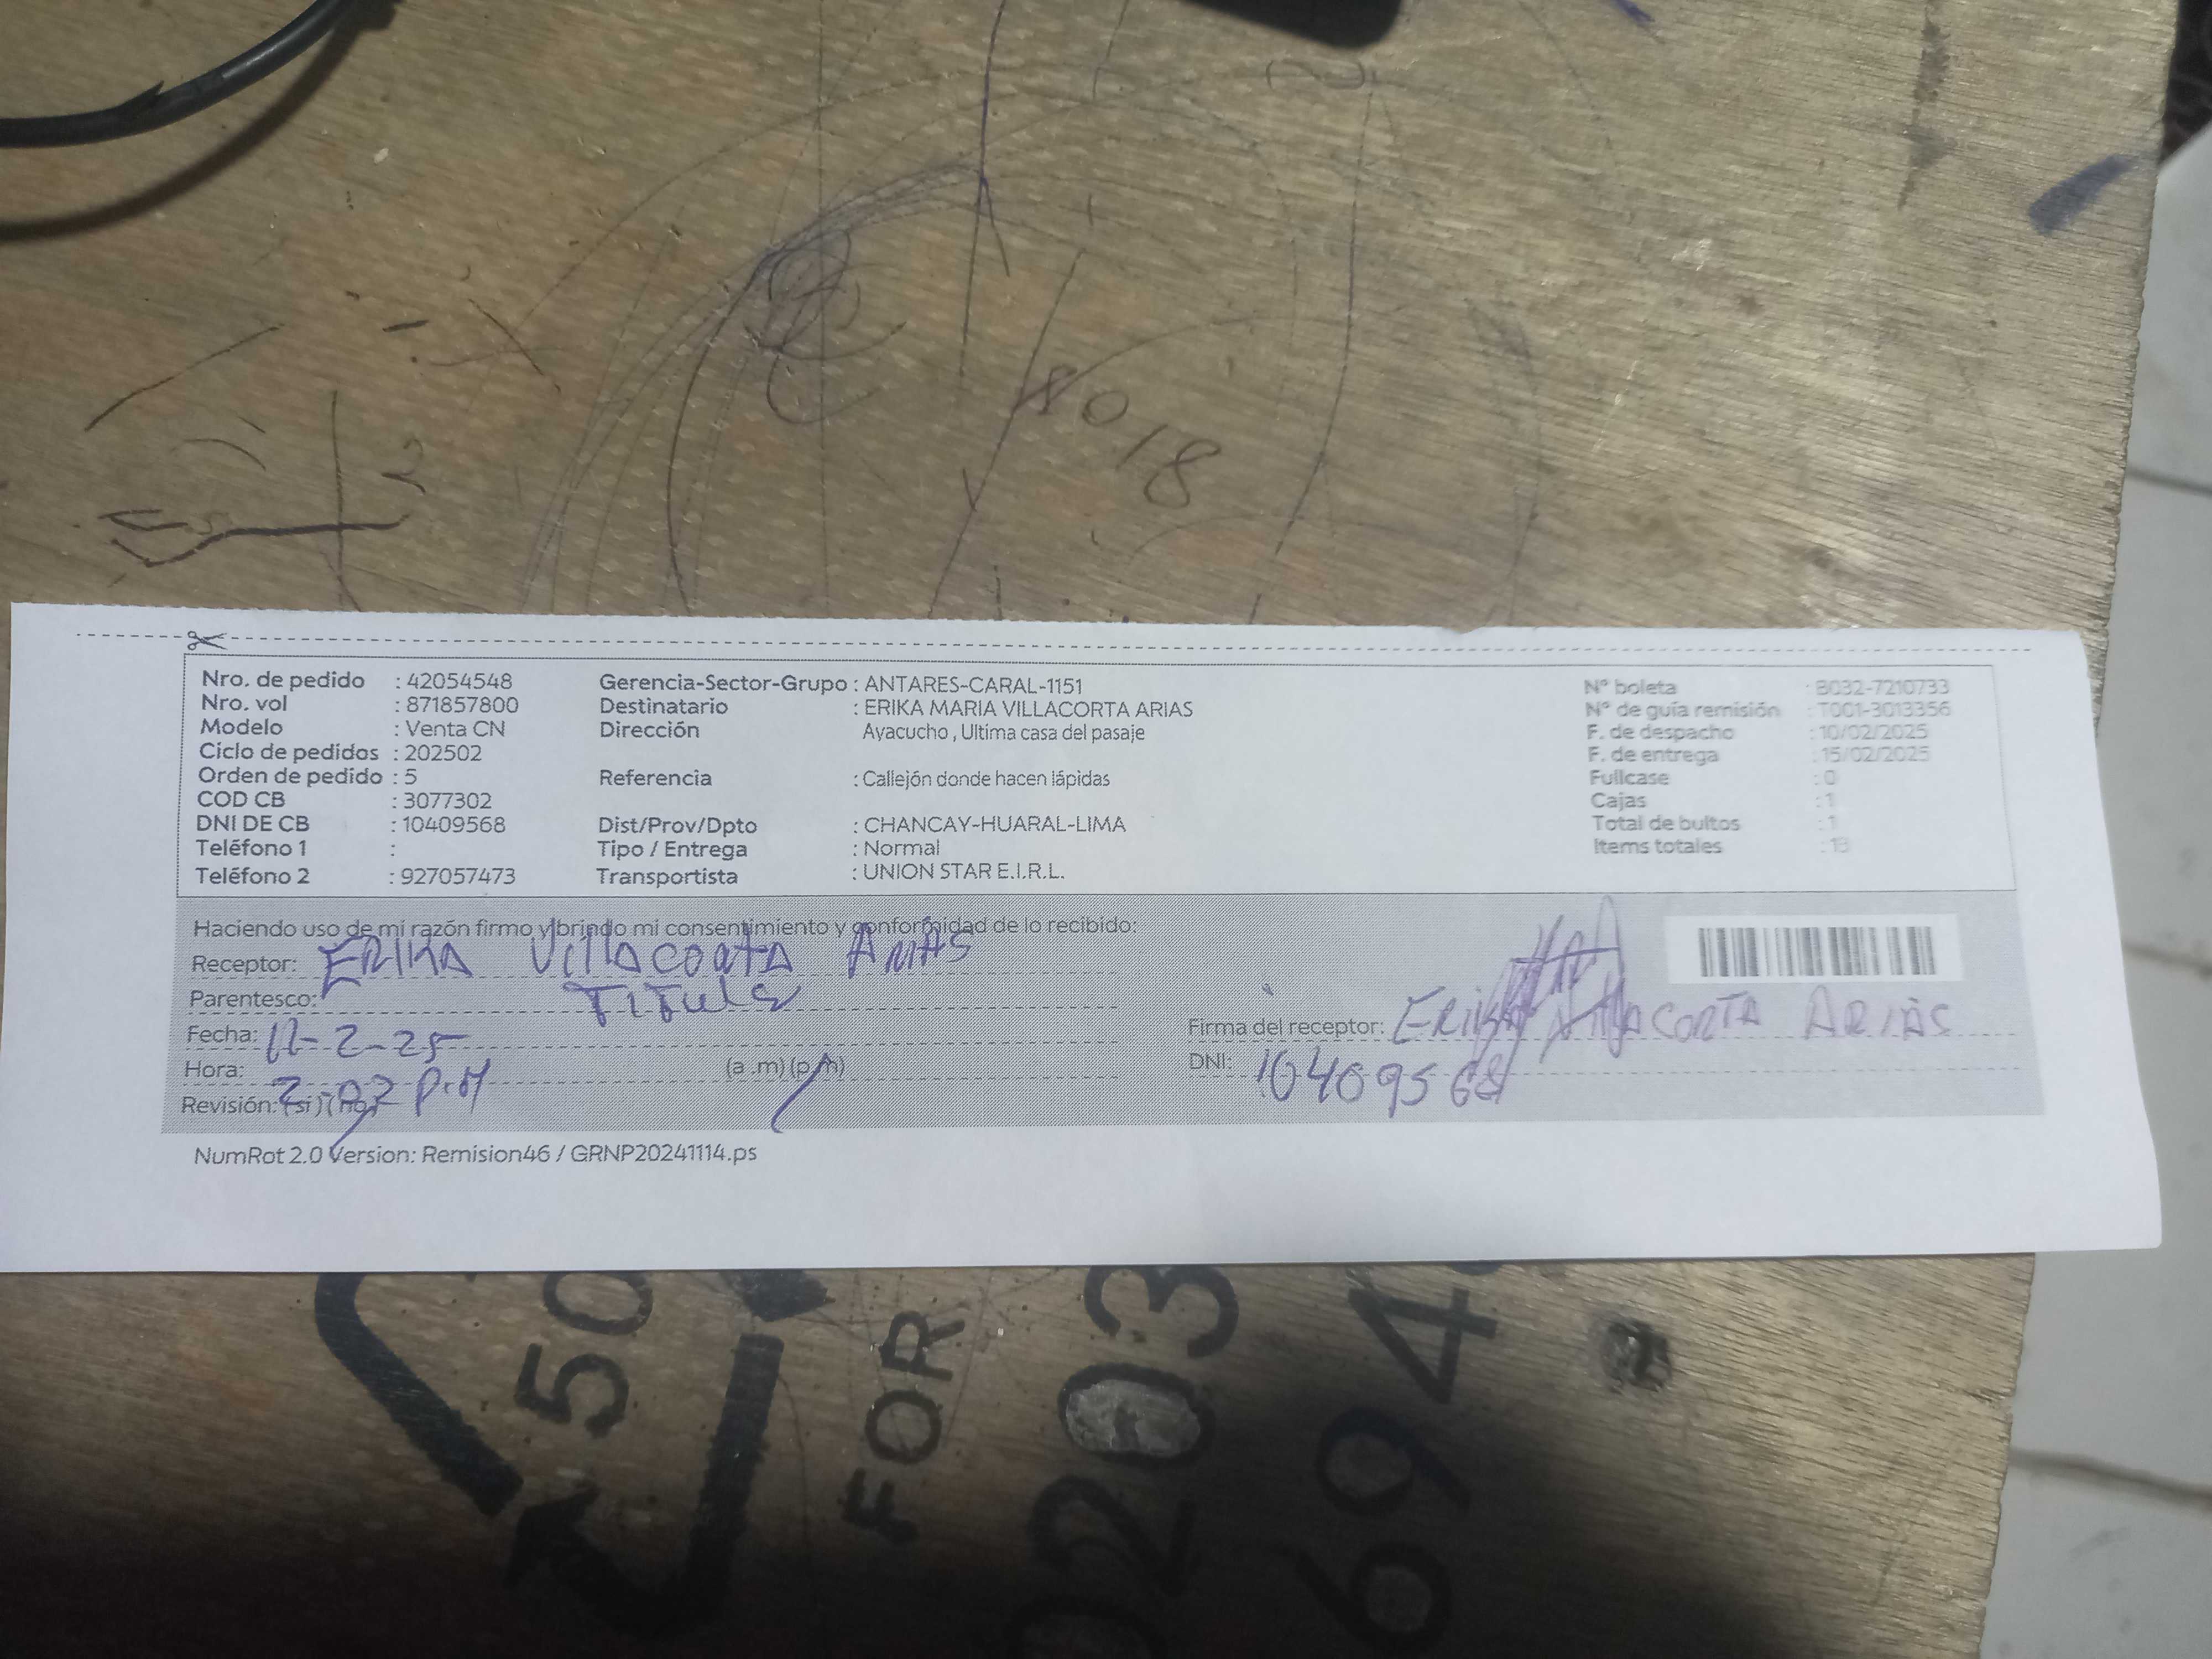 8018
Nro. de pedido : 42054548
Nro. vol : 871857800
Modelo : Venta CN
Ciclo de pedidos : 202502
Orden de pedido : 5
COD CB : 3077302
DNI DE CB : 10409568
Teléfono 1 :
Teléfono 2 : 927057473
Gerencia-Sector-Grupo : ANTARES-CARAL-1151
Destinatario : ERIKA MARIA VILLACORTA ARIAS
Dirección Ayacucho , Ultima casa del pasaje
Referencia : Callejón donde hacen lápidas
Dist/Prov/Dpto : CHANCAY-HUARAL-LIMA
Tipo / Entrega : Normal
Transportista : UNION STAR E.I.R.L.
Nº boleta : B032-7210733
Nº de guía remisión : T001-3013356
F. de despacho : 10/02/2025
F. de entrega : 15/02/2025
Fullcase : 0
Cajas : 1
Total de bultos : 1
Items totales : 13
Haciendo uso de mi razón firmo y brindo mi consentimiento y conformidad de lo recibido:
Receptor: ERIKA Villacorta Arias
Parentesco:
Fecha: 12-2-25
Hora: 2-07 P.M (a .m) (p.m)
Revisión: (si) (no)
Firma del receptor: ERIKA Villacorta ARIAS
DNI: 10409568
NumRot 2.0 Version: Remision46 / GRNP20241114.ps
50
FOR
203
694